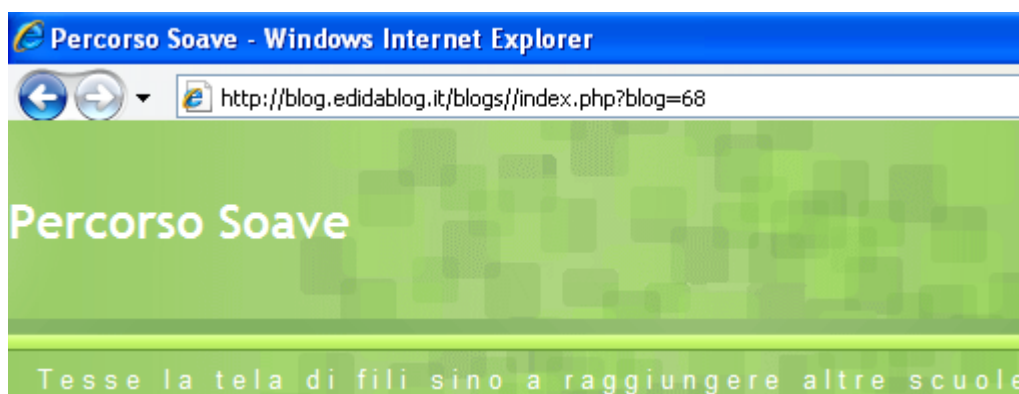 Percorso Soave - Windows Internet Explorer
http://blog.edidablog.it/blogs//index.php?blog=68
Percorso Soave
Tesse la tela di fili sino a raggiungere altre scuole